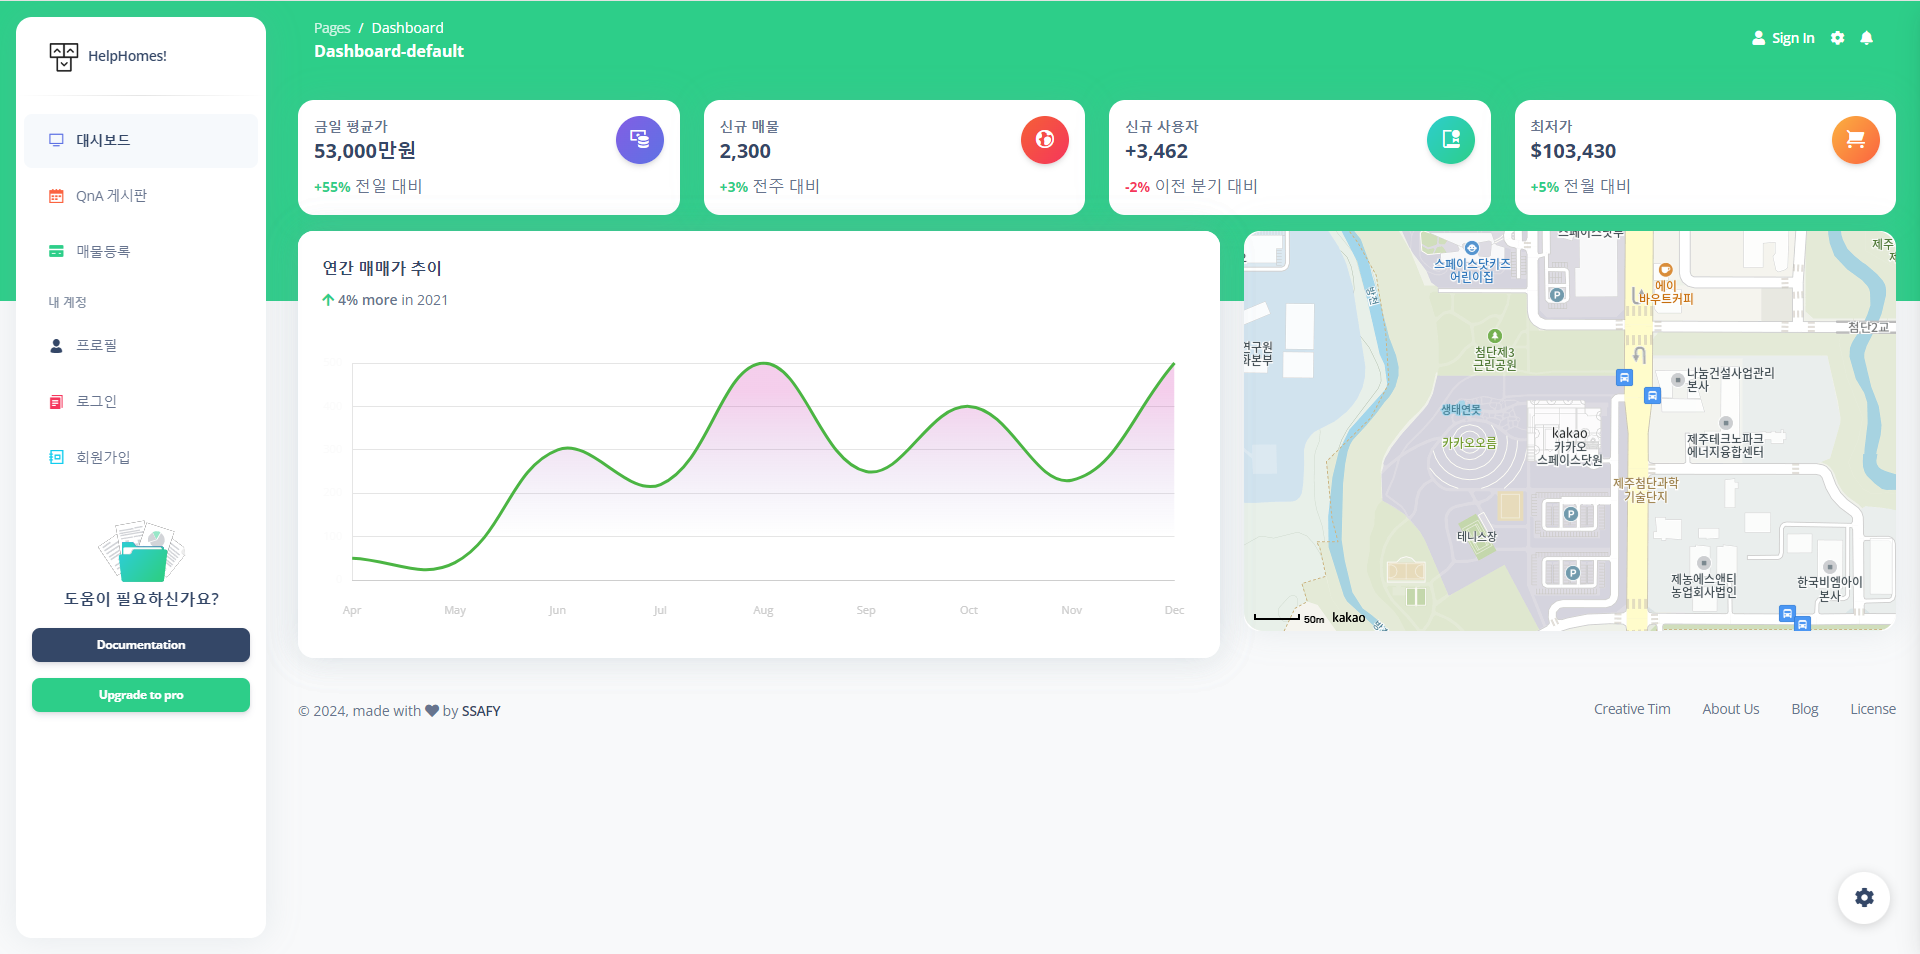 HelpHomes!
대시보드
QnA 게시판
매물등록
내 계정
프로필
로그인
회원가입
도움이 필요하신가요?
Documentation
Upgrade to pro
Pages / Dashboard
Dashboard-default
Sign In
금일 평균가
53,000만원
+55% 전일 대비
신규 매물
2,300
+3% 전주 대비
신규 사용자
+3,462
-2% 이전 분기 대비
최저가
$103,430
+5% 전월 대비
연간 매매가 추이
4% more in 2021
Apr May Jun Jul Aug Sep Oct Nov Dec
스페이스닷키즈
어린이집
P
에이
바우트커피
제주
첨단2교
연구원
첨단제3
근린공원
나눔건설사업관리
본사
생태연못
카카오오름
kakao
카카오
스페이스닷원
제주테크노파크
에너지융합센터
제주첨단과학
기술단지
P
테니스장
P
제농에스앤티
농업회사법인
한국비엠아이
본사
50m kakao
© 2024, made with by SSAFY
Creative Tim
About Us
Blog
License